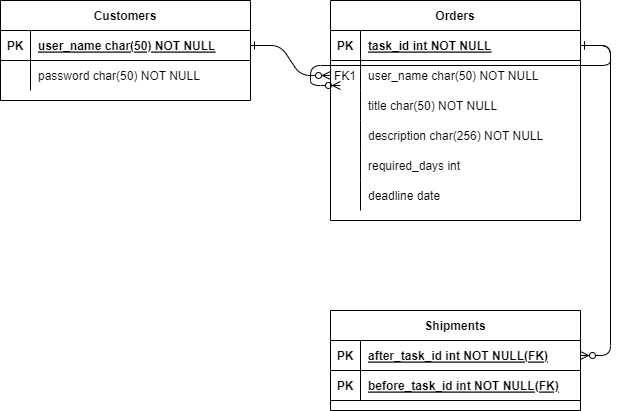 Customers
PK user_name char(50) NOT NULL
password char(50) NOT NULL
Orders
PK task_id int NOT NULL
FK1 user_name char(50) NOT NULL
title char(50) NOT NULL
description char(256) NOT NULL
required_days int
deadline date
Shipments
PK after_task_id int NOT NULL(FK)
PK before_task_id int NOT NULL(FK)